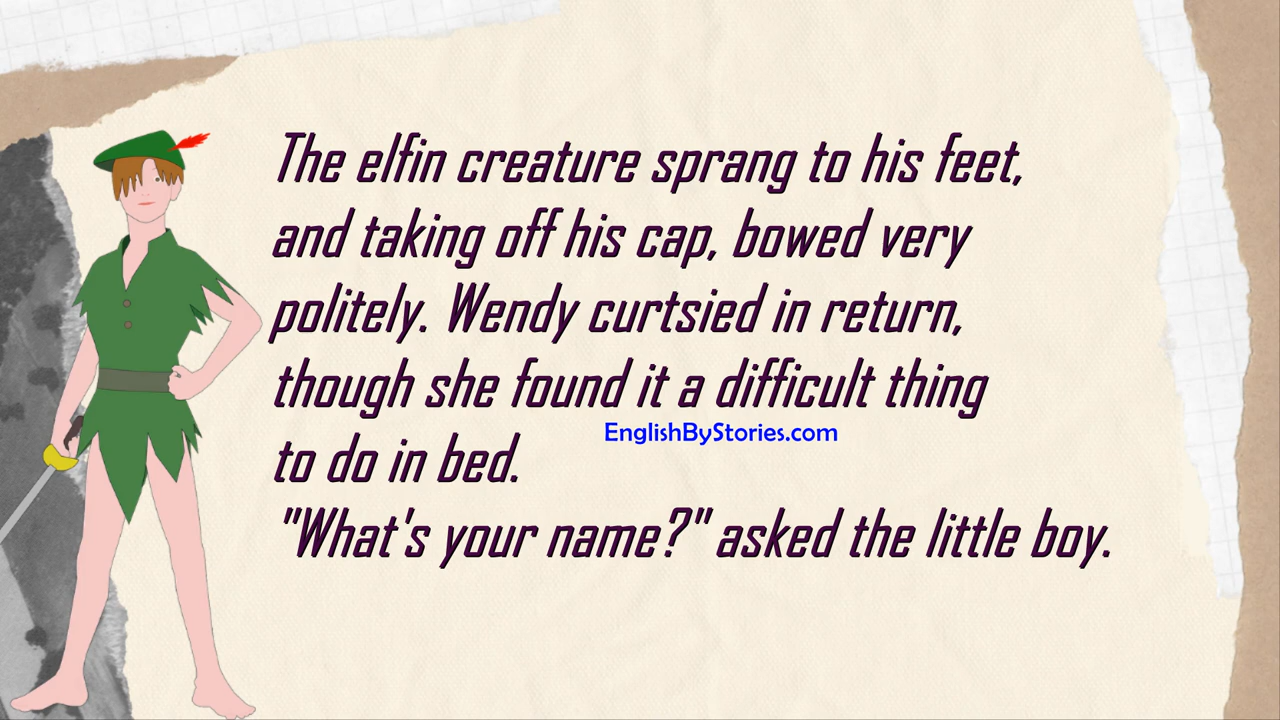 The elfin creature sprang to his feet,
and taking off his cap, bowed very
politely. Wendy curtsied in return,
though she found it a difficult thing
EnglishByStories.com
to do in bed.
"What's your name?" asked the little boy.